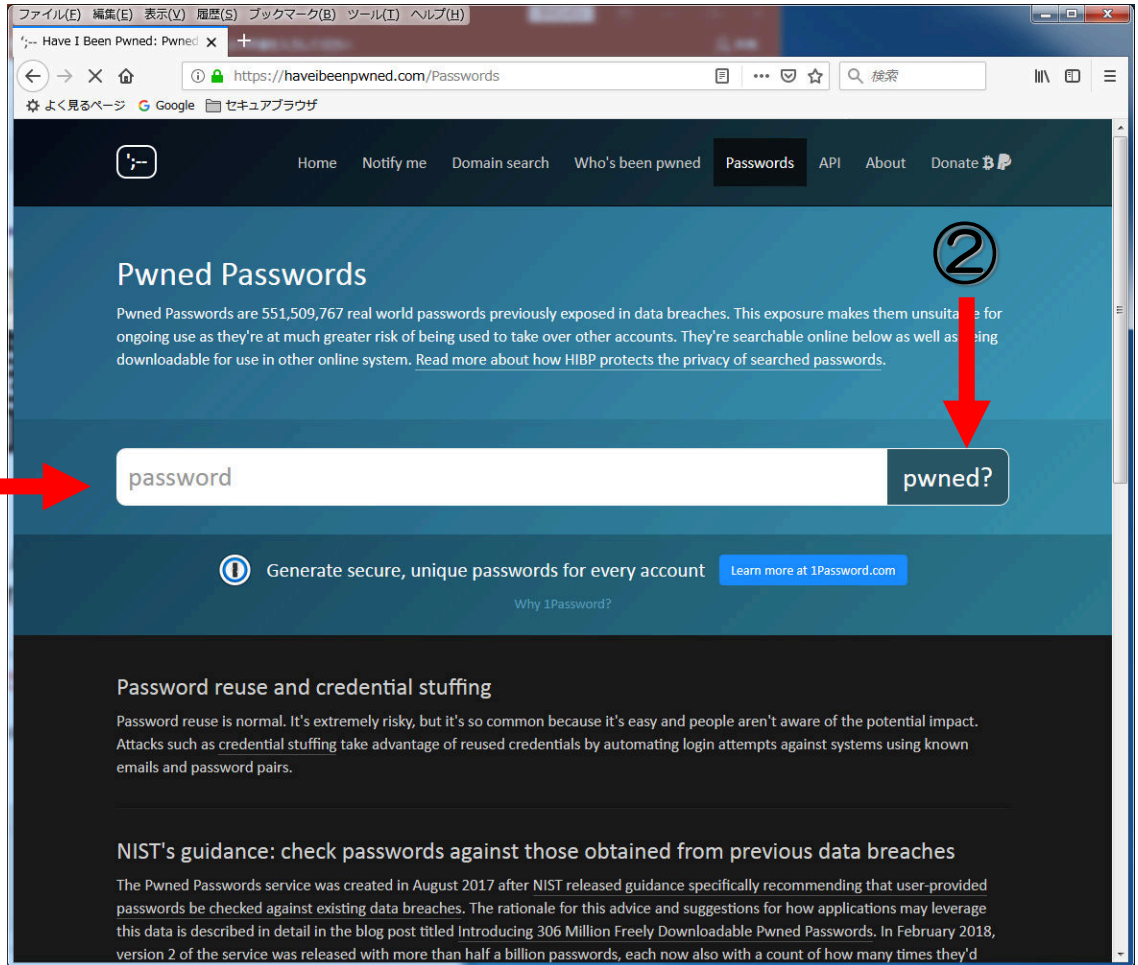 ファイル(F) 編集(E) 表示(V) 履歴(S) ブックマーク(B) ツール(T) ヘルプ(H)
';-- Have I Been Pwned: Pwned
https://haveibeenpwned.com/Passwords
検索
よく見るページ Google セキュアブラウザ
';--
Home Notify me Domain search Who's been pwned Passwords API About Donate
②
Pwned Passwords
Pwned Passwords are 551,509,767 real world passwords previously exposed in data breaches. This exposure makes them for
ongoing use as they're at much greater risk of being used to take over other accounts. They're searchable online below as well as
downloadable for use in other online system. Read more about how HIBP protects the privacy of searched passwords.
password pwned?
Generate secure, unique passwords for every account Learn more at 1Password.com
Why 1Password?
Password reuse and credential stuffing
Password reuse is normal. It's extremely risky, but it's so common because it's easy and people aren't aware of the potential impact.
Attacks such as credential stuffing take advantage of reused credentials by automating login attempts against systems using known
emails and password pairs.
NIST's guidance: check passwords against those obtained from previous data breaches
The Pwned Passwords service was created in August 2017 after NIST released guidance specifically recommending that user-provided
passwords be checked against existing data breaches. The rationale for this advice and suggestions for how applications may leverage
this data is described in detail in the blog post titled Introducing 306 Million Freely Downloadable Pwned Passwords. In February 2018,
version 2 of the service was released with more than half a billion passwords, each now also with a count of how many times they'd